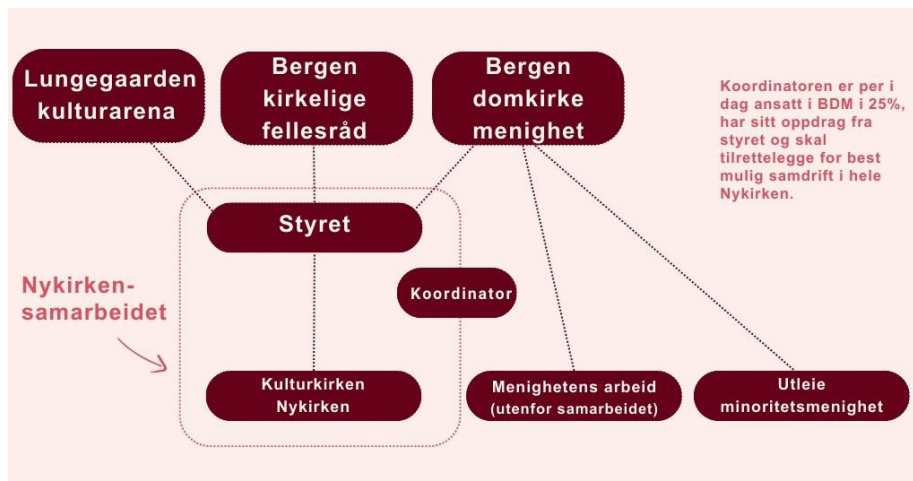 Lungegaarden
kulturarena
Bergen
kirkelige
fellesråd
Bergen
domkirke
menighet
Koordinatoren er per i
dag ansatt i BDM i 25%,
har sitt oppdrag fra
styret og skal
tilrettelegge for best
mulig samdrift i hele
Nykirken.
Styret
Nykirken-
samarbeidet
Koordinator
Kulturkirken
Nykirken
Menighetens arbeid
(utenfor samarbeidet)
Utleie
minoritetsmenighet